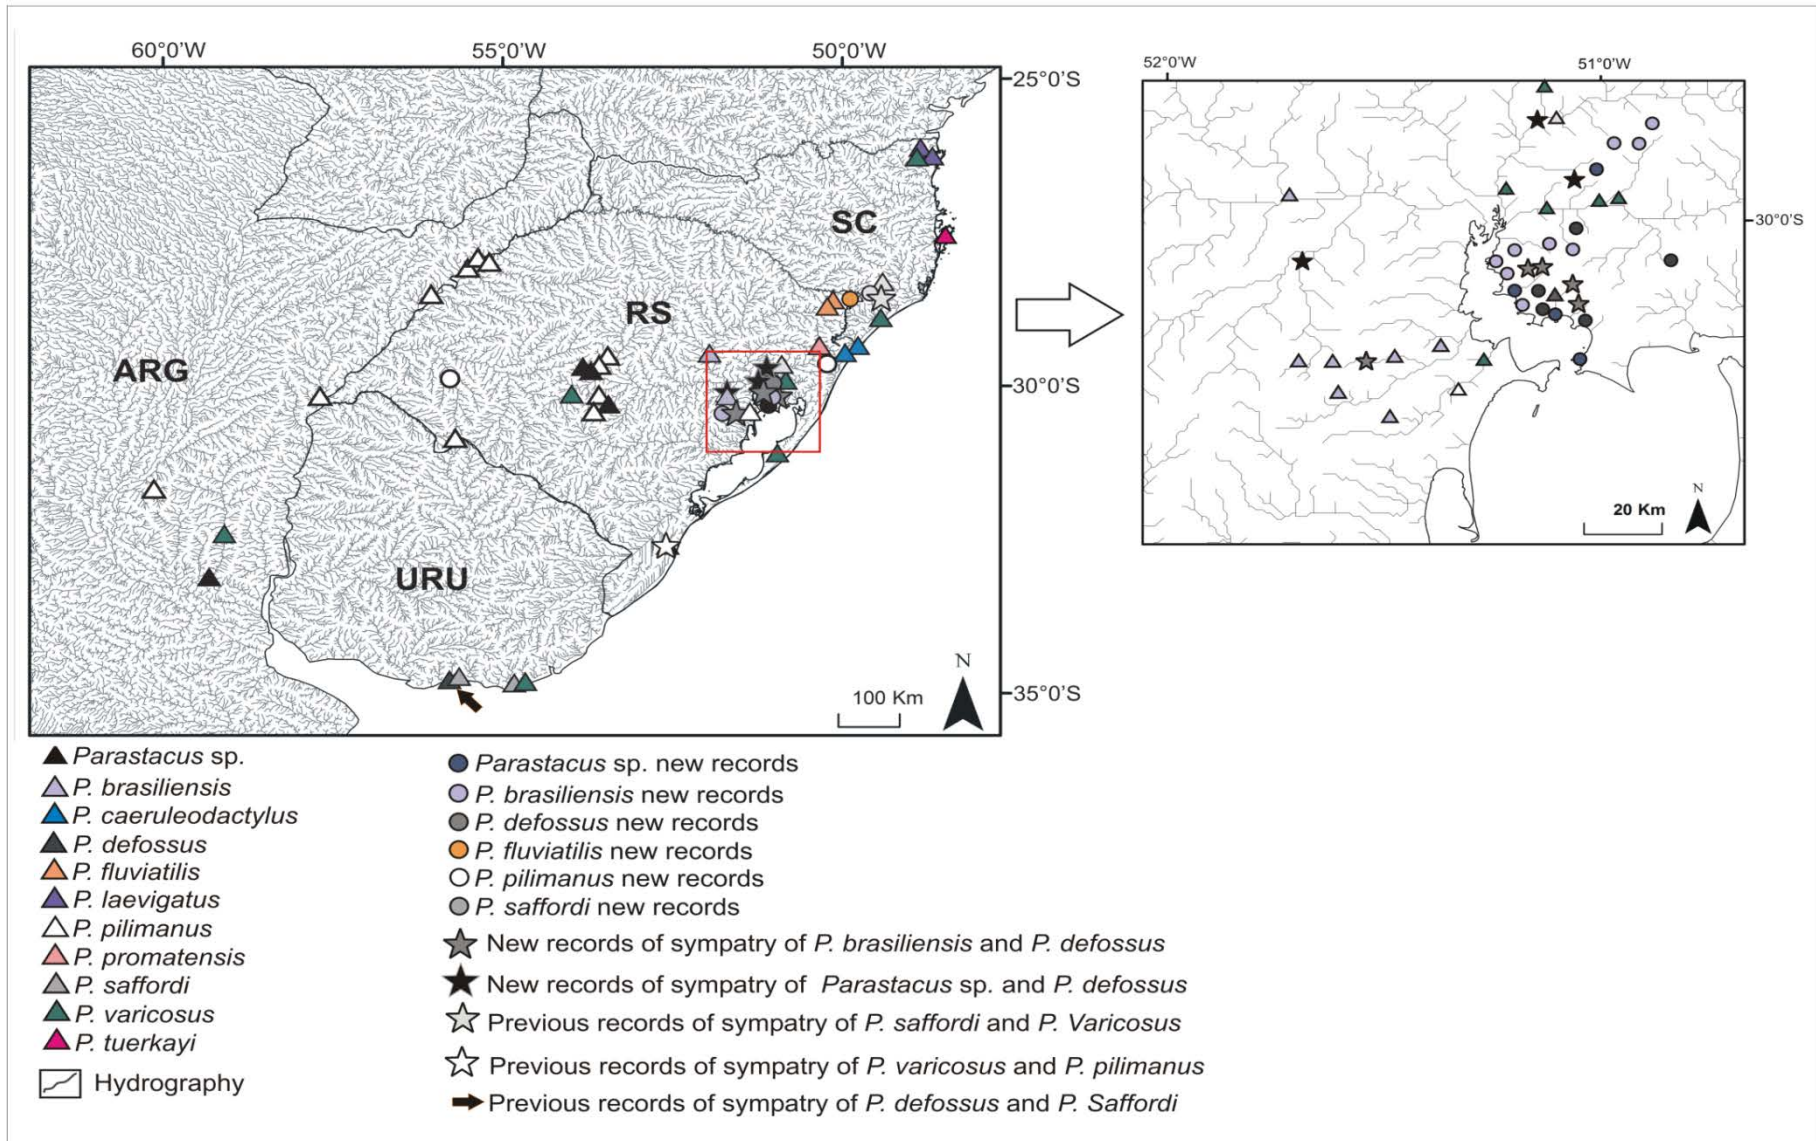 60°0'W 55°0'W 50°0'W
25°0'S
SC
RS
ARG
30°0'S
URU
N
100 Km
35°0'S
52°0'W 51°0'W
30°0'S
N
20 Km
Parastacus sp.
P. brasiliensis
P. caeruleodactylus
P. defossus
P. fluviatilis
P. laevigatus
P. pilimanus
P. promatensis
P. saffordi
P. varicosus
P. tuerkayi
Hydrography
Parastacus sp. new records
P. brasiliensis new records
P. defossus new records
P. fluviatilis new records
P. pilimanus new records
P. saffordi new records
New records of sympatry of P. brasiliensis and P. defossus
New records of sympatry of Parastacus sp. and P. defossus
Previous records of sympatry of P. saffordi and P. Varicosus
Previous records of sympatry of P. varicosus and P. pilimanus
Previous records of sympatry of P. defossus and P. Saffordi